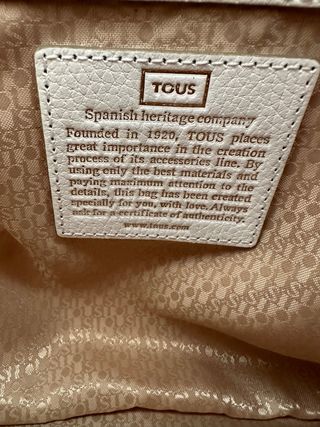 TOUS
Spanish heritage company
Founded in 1920, TOUS places
great importance in the creation
process of its accessories line. By
using only the best materials and
paying maximum attention to the
details, this bag has been created
specially for you, with love. Always
ask for a certificate of authenticity.
www.tous.com